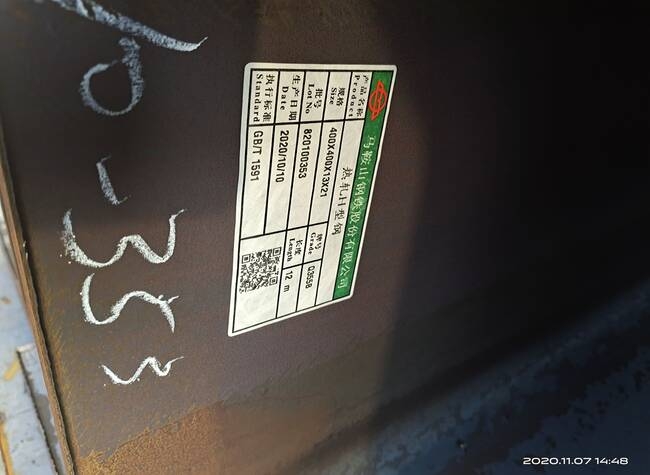 马鞍山钢铁股份有限公司
产品名称 Product 热轧H型钢
规格 Size 400X400X13X21 牌号 Grade Q355B
批号 Lot No 820100353 长度 Length 12 m
生产日期 Date 2020/10/10
执行标准 Standard GB/T 1591
-353
2020.11.07 14:48